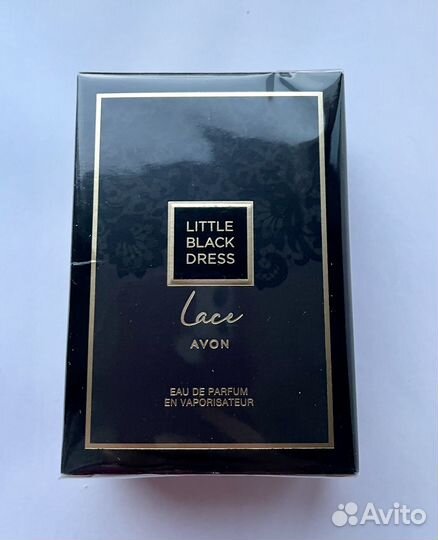 LITTLE
BLACK
DRESS
Lace
AVON
EAU DE PARFUM
EN VAPORISATEUR
Avito